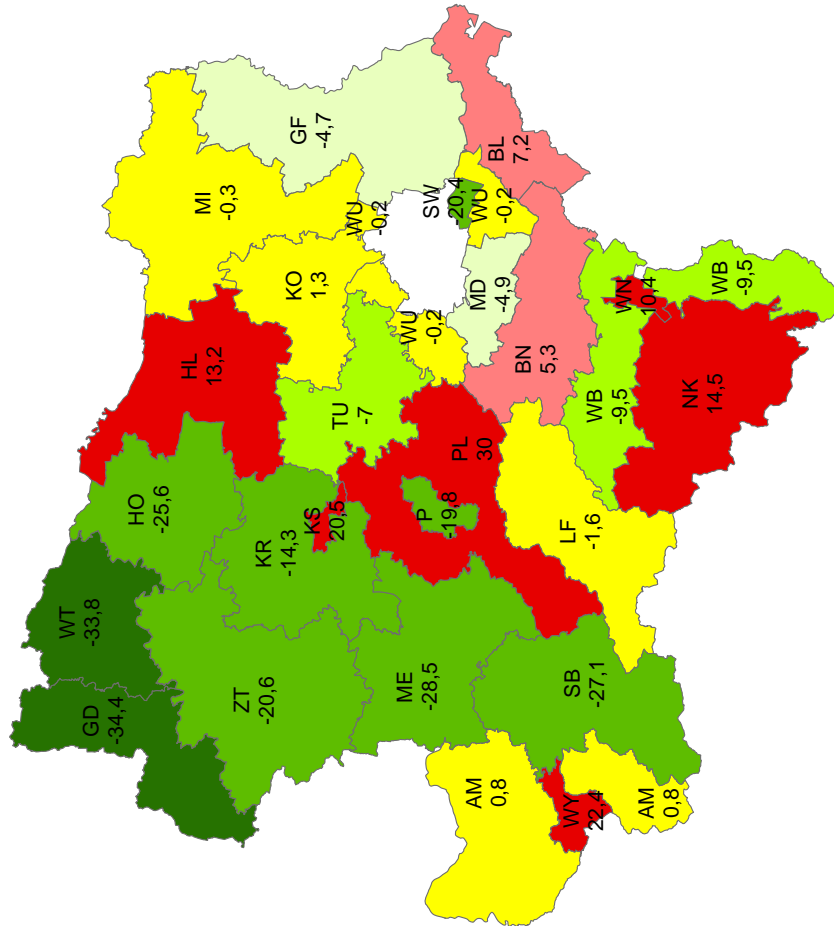 WT
-33,8
GD
-34,4
HO
-25,6
HL
13,2
MI
-0,3
ZT
-20,6
KR
-14,3
KO
1,3
GF
-4,7
KS
20,5
TU
-7
WU
-0,2
ME
-28,5
WU
-0,2
P
-19,8
SW
-20,4
PL
30
AM
0,8
MD
-4,9
WU
-0,2
BL
7,2
BN
5,3
LF
-1,6
SB
-27,1
WY
22,4
WB
-9,5
WN
10,4
AM
0,8
NK
14,5
WB
-9,5